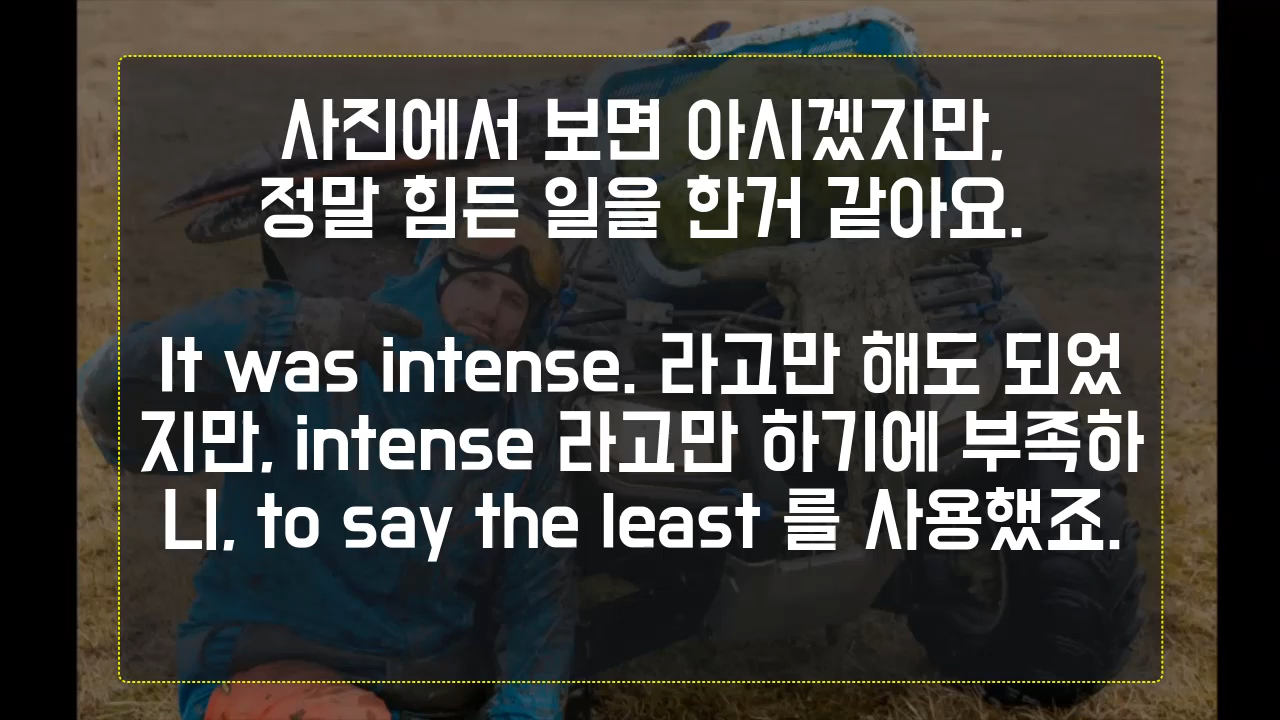 사진에서 보면 아시겠지만,
정말 힘든 일을 한거 같아요.
It was intense. 라고만 해도 되었
지만, intense 라고만 하기에 부족하
니, to say the least 를 사용했죠.